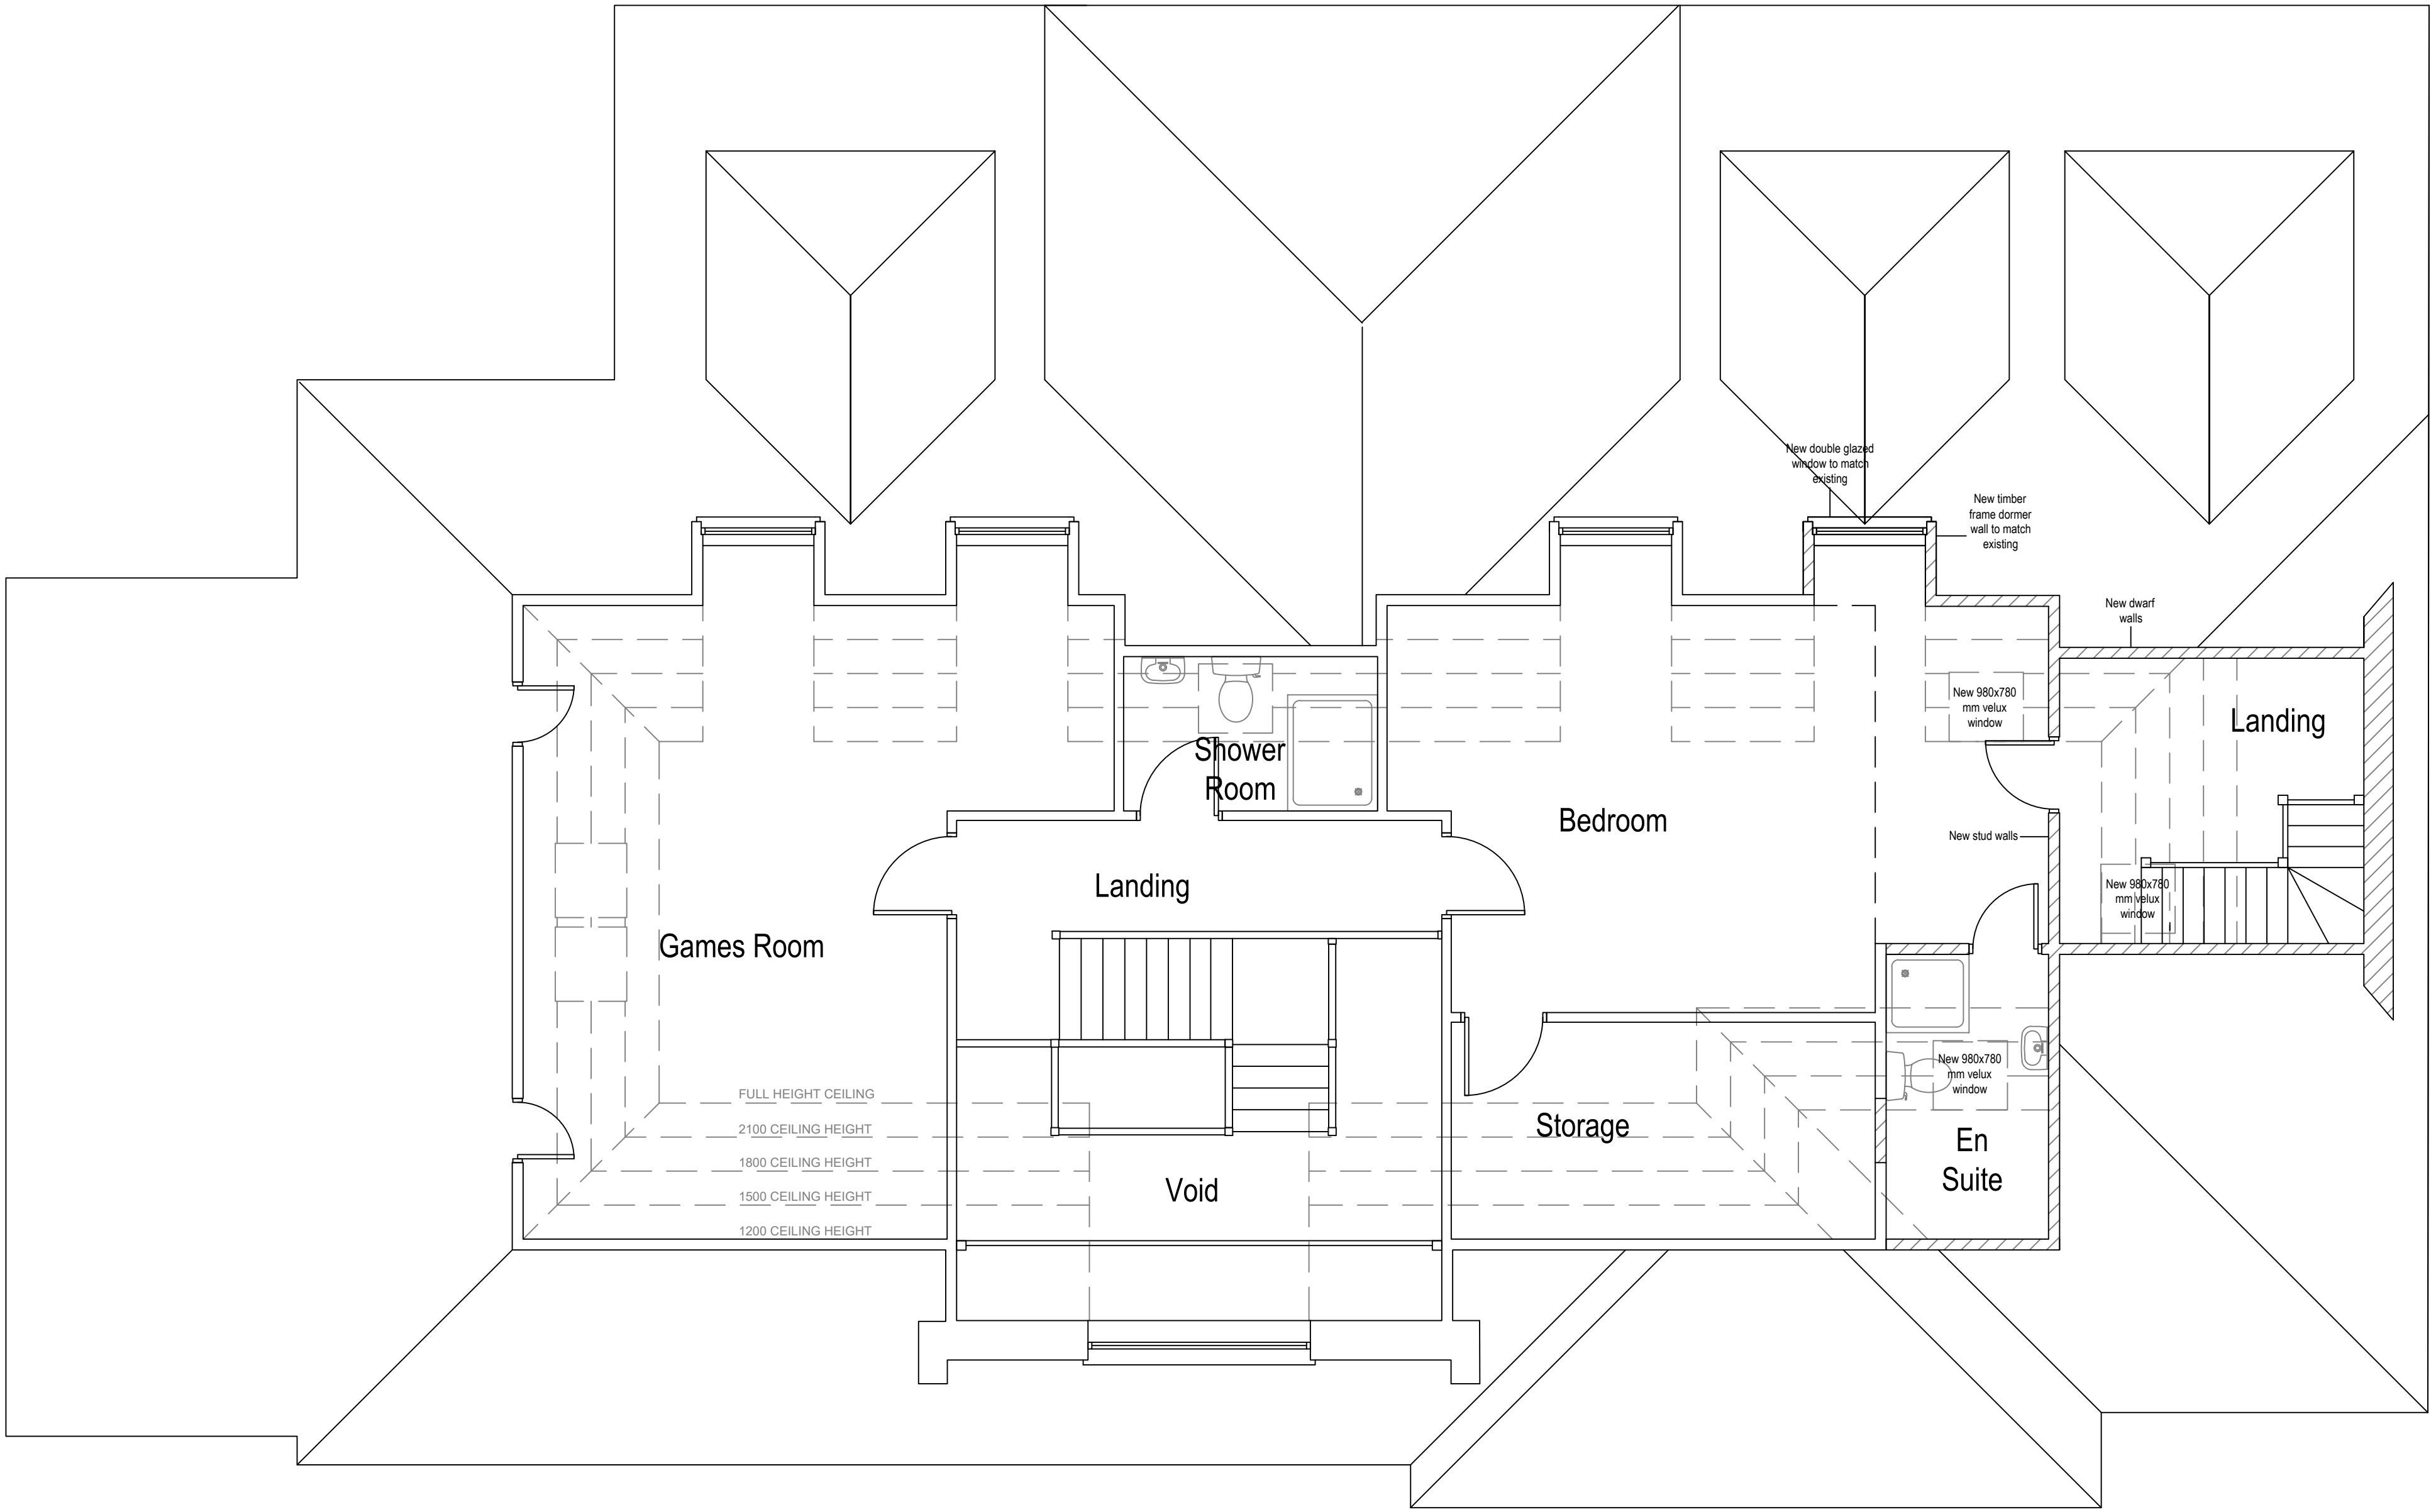 New double glazed
window to match
existing
New timber
frame dormer
wall to match
existing
New dwarf
walls
New 980x780
mm velux
window
Landing
Shower
Room
Bedroom
New stud walls
Landing
New 980x780
mm velux
window
Games Room
New 980x780
mm velux
window
FULL HEIGHT CEILING
2100 CEILING HEIGHT
1800 CEILING HEIGHT
1500 CEILING HEIGHT
1200 CEILING HEIGHT
Storage
En
Suite
Void